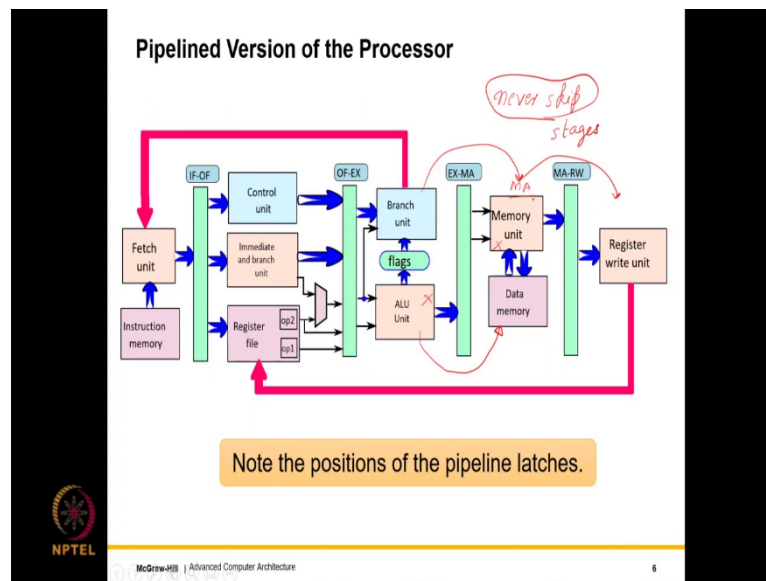 Pipelined Version of the Processor
never skip
stages
IF-OF
OF-EX
EX-MA
MA-RW
MA
Control
unit
Branch
unit
Memory
unit
Fetch
unit
Immediate
and branch
unit
flags
Register
write unit
Instruction
memory
Register
file
op2
op1
ALU
Unit
Data
memory
Note the positions of the pipeline latches.
NPTEL
McGraw-Hill | Advanced Computer Architecture
6